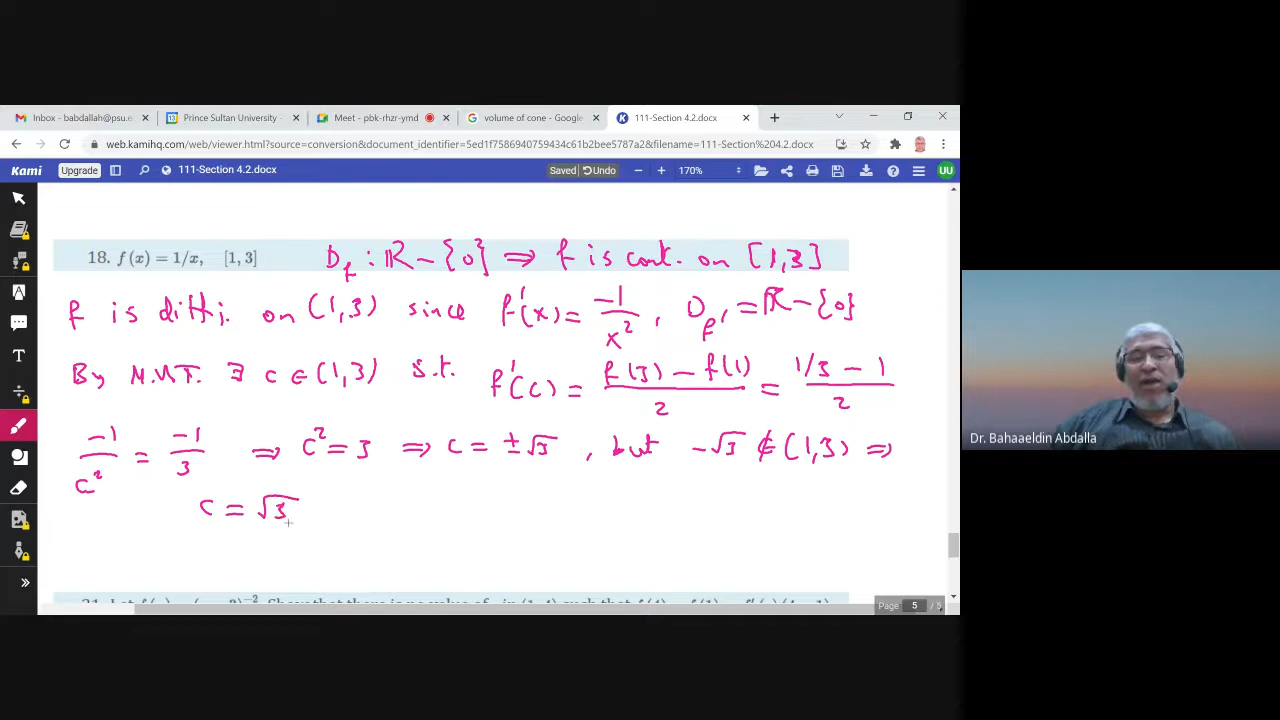 Inbox - babdallah@psu.e
Prince Sultan University -
Meet - pbk-rhzr-ymd
volume of cone - Google
111-Section 4.2.docx
web.kamihq.com/web/viewer.html?source=conversion&document_identifier=5ed1f7586940759434c61b2bee5787a2&filename=111-Section%204.2.docx
Kami Upgrade 111-Section 4.2.docx Saved Undo 170% UU
18. f(x) = 1/x, [1, 3] D_f : ℝ - {0} ⇒ f is cont. on [1,3]
f is diff. on (1,3) since f'(x) = -1/x², D_f' = ℝ - {0}
By M.V.T. ∃ c ∈ (1,3) s.t. f'(c) = (f(3) - f(1))/2 = (1/3 - 1)/2
-1/c² = -1/3 ⇒ c² = 3 ⇒ c = ±√3, but -√3 ∉ (1,3) ⇒
c = √3
Dr. Bahaaeldin Abdalla
Page 5 / 5